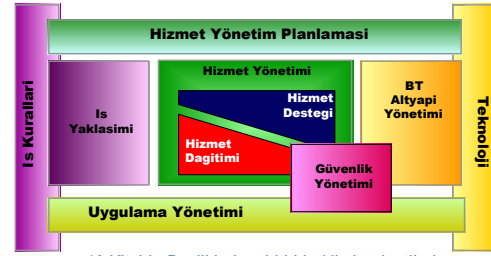 Hizmet Yönetim Planlamasi
Is Kurallari
Hizmet Yönetimi
Is
Yaklasimi
Hizmet
Destegi
Hizmet
Dagitimi
BT
Altyapi
Yönetimi
Güvenlik
Yönetimi
Teknoloji
Uygulama Yönetimi